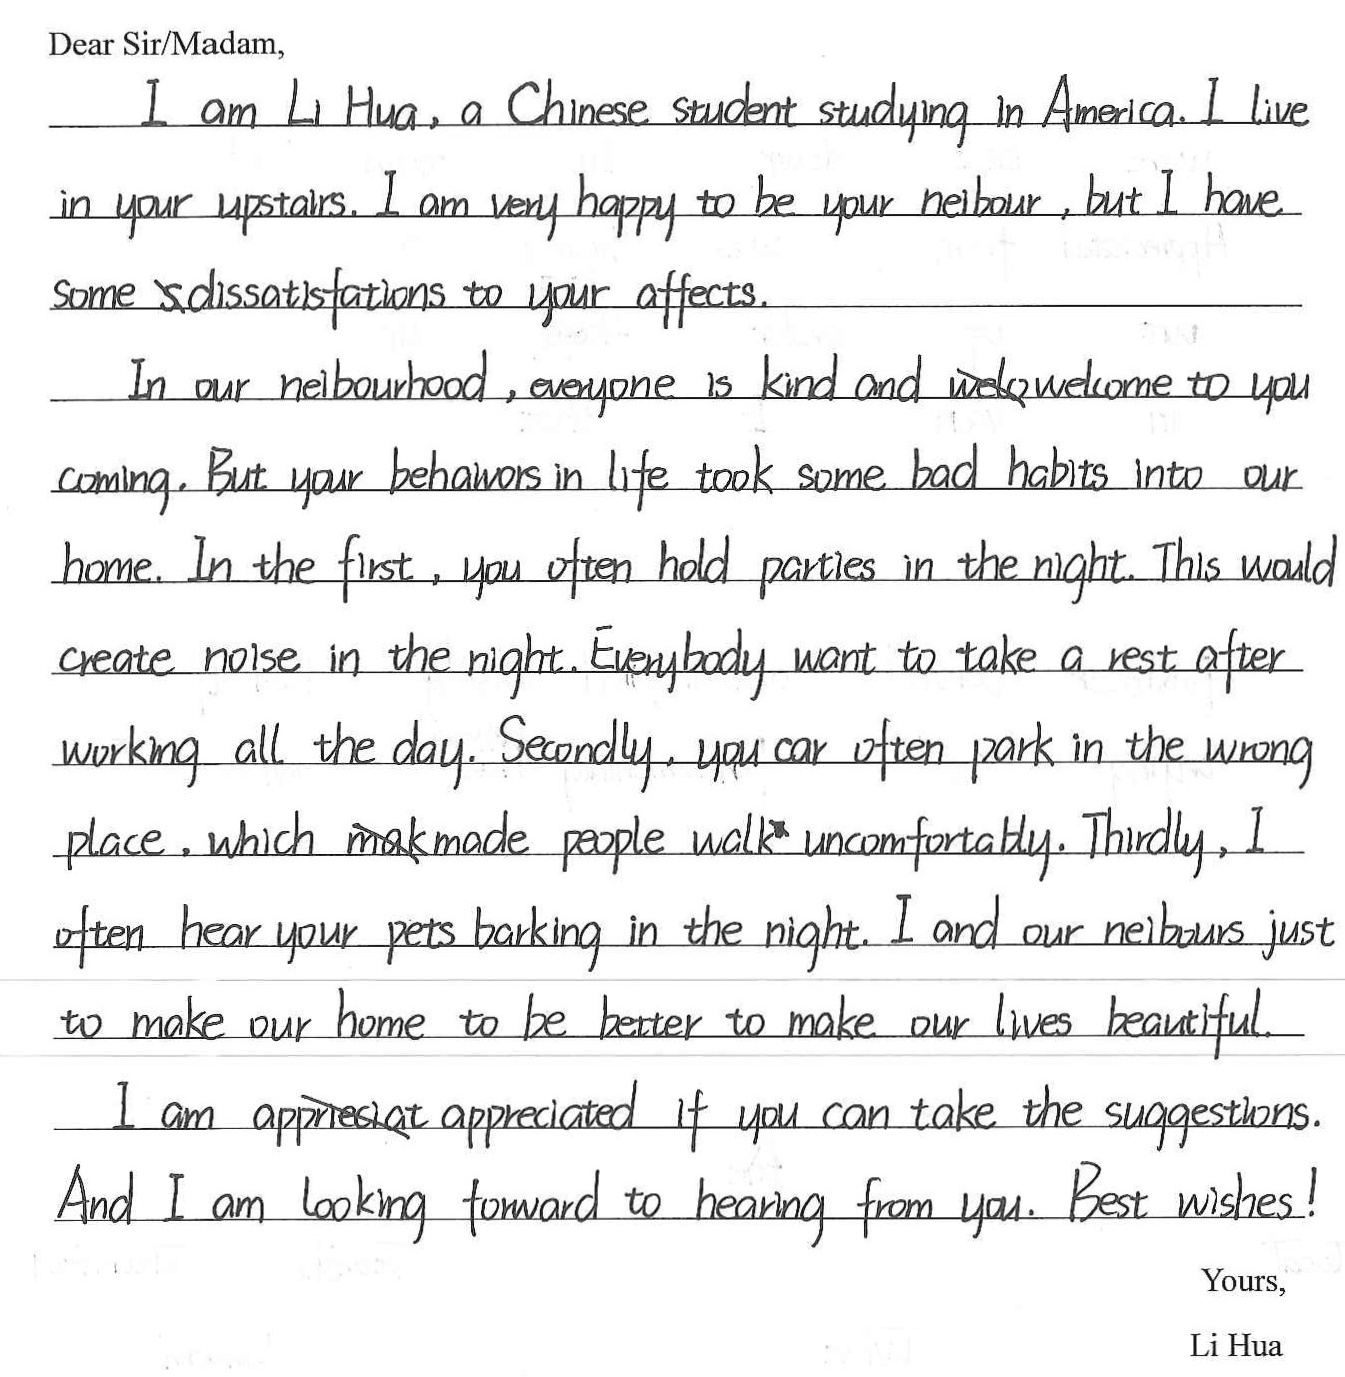 Dear Sir/Madam,
I am Li Hua, a Chinese student studying in America. I live
in your upstairs. I am very happy to be your neibour, but I have
some dissatisfations to your affects.
In our neibourhood, everyone is kind and welcome to you
coming. But your behaviors in life took some bad habits into our
home. In the first, you often hold parties in the night. This would
create noise in the night. Everybody want to take a rest after
working all the day. Secondly, you car often park in the wrong
place, which made people walk uncomfortably. Thirdly, I
often hear your pets barking in the night. I and our neibours just
to make our home to be better to make our lives beautiful.
I am appreciated if you can take the suggestions.
And I am looking forward to hearing from you. Best wishes!
Yours,
Li Hua